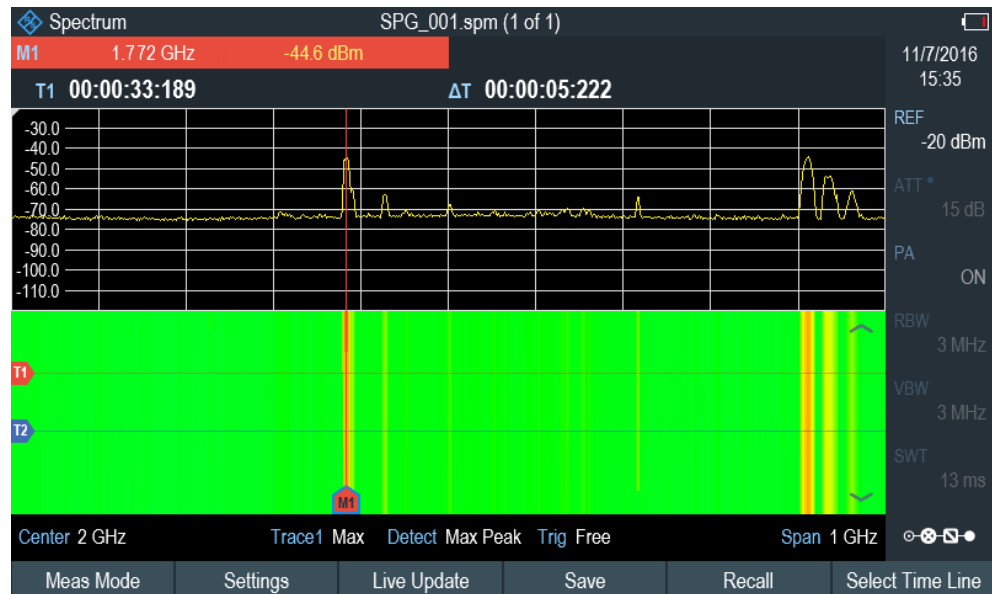 Spectrum SPG_001.spm (1 of 1)
M1 1.772 GHz -44.6 dBm
11/7/2016
15:35
T1 00:00:33:189 ΔT 00:00:05:222
REF
-20 dBm
ATT
15 dB
PA
ON
RBW
3 MHz
VBW
3 MHz
SWT
13 ms
-30.0
-40.0
-50.0
-60.0
-70.0
-80.0
-90.0
-100.0
-110.0
T1
T2
M1
Center 2 GHz Trace1 Max Detect Max Peak Trig Free Span 1 GHz
Meas Mode Settings Live Update Save Recall Select Time Line